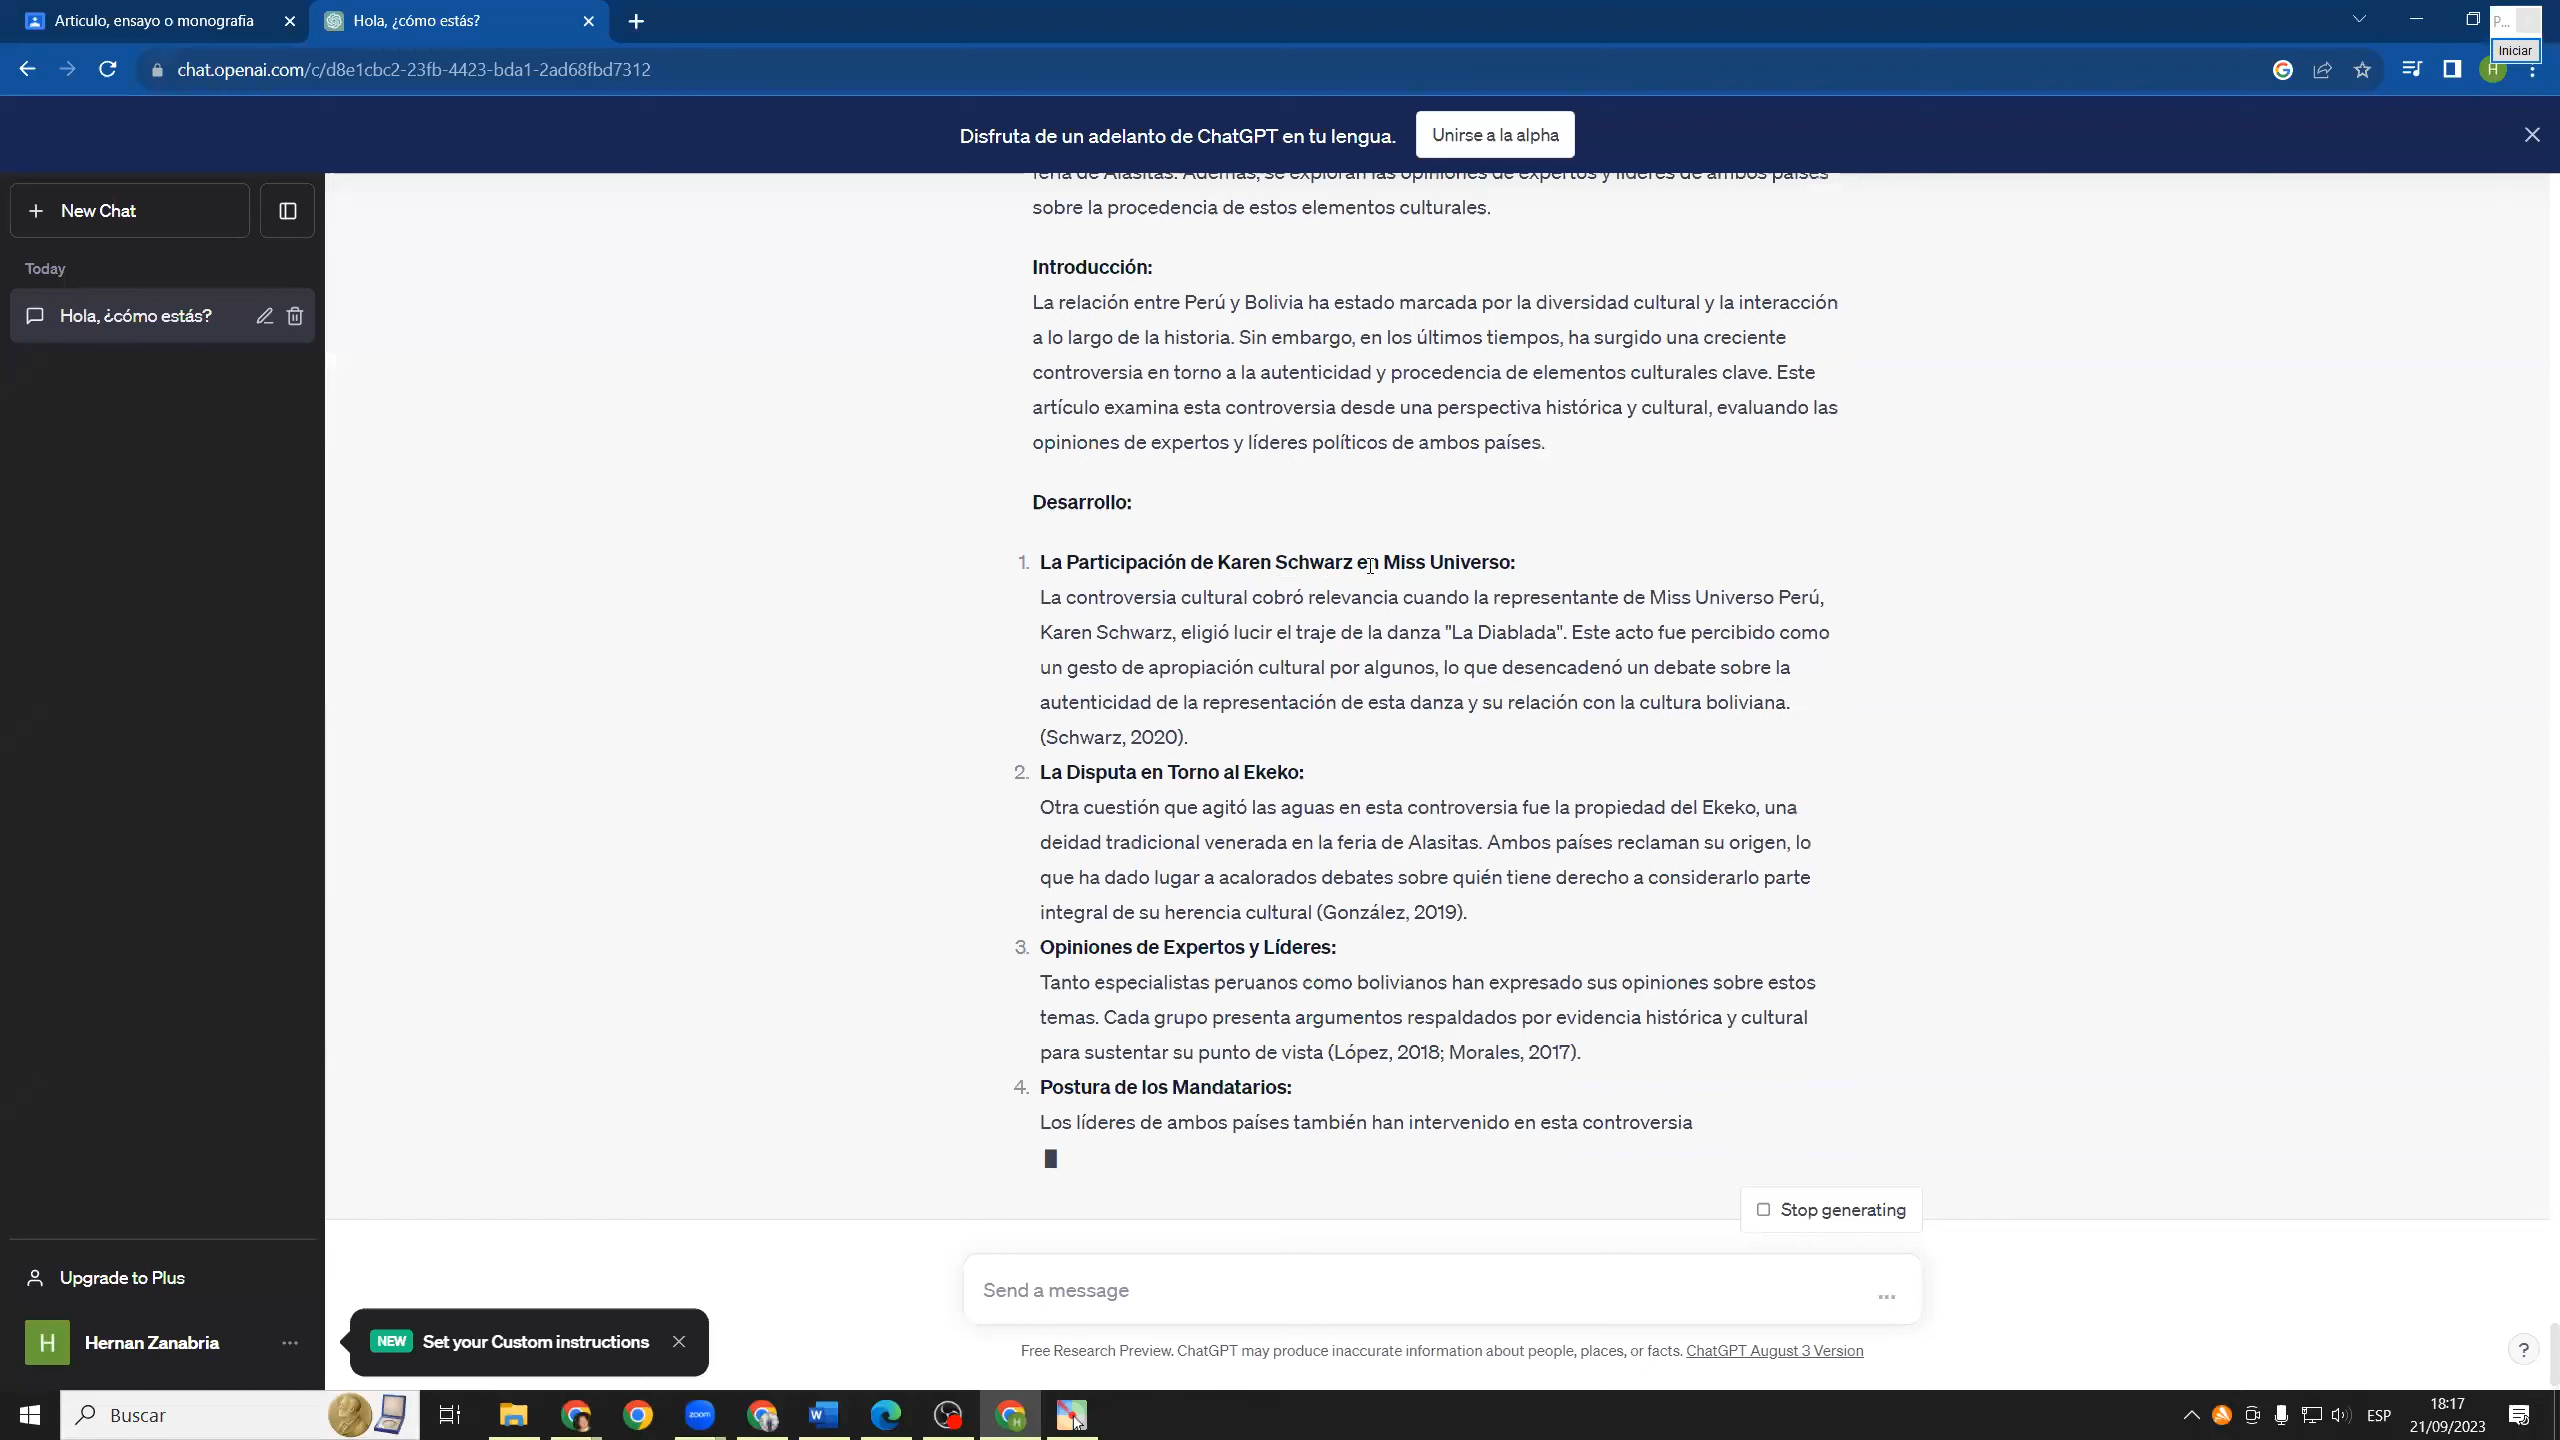 Articulo, ensayo o monografia
Hola, ¿cómo estás?
P...
Iniciar
chat.openai.com/c/d8e1cbc2-23fb-4423-bda1-2ad68fbd7312
H
Disfruta de un adelanto de ChatGPT en tu lengua.
Unirse a la alpha
New Chat
Today
Hola, ¿cómo estás?
feria de Alasitas. Además, se exploran las opiniones de expertos y líderes de ambos países
sobre la procedencia de estos elementos culturales.
Introducción:
La relación entre Perú y Bolivia ha estado marcada por la diversidad cultural y la interacción
a lo largo de la historia. Sin embargo, en los últimos tiempos, ha surgido una creciente
controversia en torno a la autenticidad y procedencia de elementos culturales clave. Este
artículo examina esta controversia desde una perspectiva histórica y cultural, evaluando las
opiniones de expertos y líderes políticos de ambos países.
Desarrollo:
1. La Participación de Karen Schwarz en Miss Universo:
La controversia cultural cobró relevancia cuando la representante de Miss Universo Perú,
Karen Schwarz, eligió lucir el traje de la danza "La Diablada". Este acto fue percibido como
un gesto de apropiación cultural por algunos, lo que desencadenó un debate sobre la
autenticidad de la representación de esta danza y su relación con la cultura boliviana.
(Schwarz, 2020).
2. La Disputa en Torno al Ekeko:
Otra cuestión que agitó las aguas en esta controversia fue la propiedad del Ekeko, una
deidad tradicional venerada en la feria de Alasitas. Ambos países reclaman su origen, lo
que ha dado lugar a acalorados debates sobre quién tiene derecho a considerarlo parte
integral de su herencia cultural (González, 2019).
3. Opiniones de Expertos y Líderes:
Tanto especialistas peruanos como bolivianos han expresado sus opiniones sobre estos
temas. Cada grupo presenta argumentos respaldados por evidencia histórica y cultural
para sustentar su punto de vista (López, 2018; Morales, 2017).
4. Postura de los Mandatarios:
Los líderes de ambos países también han intervenido en esta controversia
Stop generating
Send a message
Free Research Preview. ChatGPT may produce inaccurate information about people, places, or facts. ChatGPT August 3 Version
?
Upgrade to Plus
H
Hernan Zanabria
NEW Set your Custom instructions
Buscar
zoom
W
ESP
18:17
21/09/2023